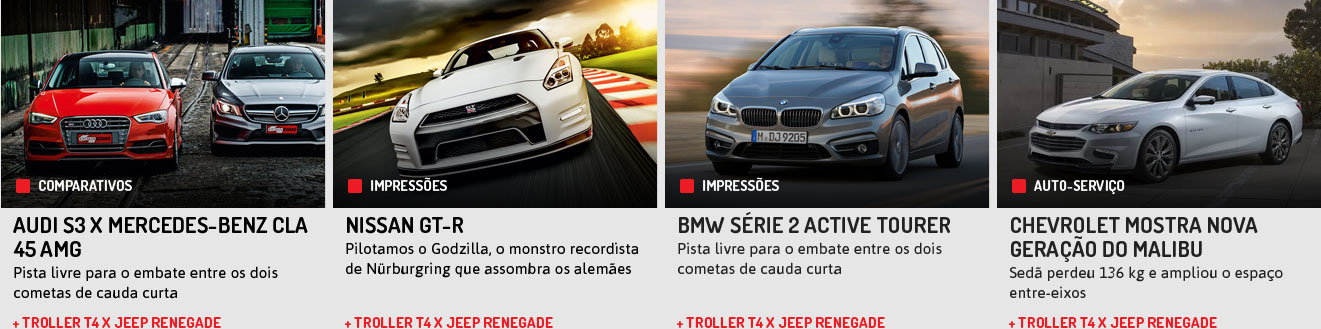 COMPARATIVOS
AUDI S3 X MERCEDES-BENZ CLA
45 AMG
Pista livre para o embate entre os dois
cometas de cauda curta
+ TROLLER T4 X JEEP RENEGADE
IMPRESSÕES
NISSAN GT-R
Pilotamos o Godzilla, o monstro recordista
de Nürburgring que assombra os alemães
+ TROLLER T4 X JEEP RENEGADE
M DJ 9205
IMPRESSÕES
BMW SÉRIE 2 ACTIVE TOURER
Pista livre para o embate entre os dois
cometas de cauda curta
+ TROLLER T4 X JEEP RENEGADE
AUTO-SERVIÇO
CHEVROLET MOSTRA NOVA
GERAÇÃO DO MALIBU
Sedã perdeu 136 kg e ampliou o espaço
entre-eixos
+ TROLLER T4 X JEEP RENEGADE